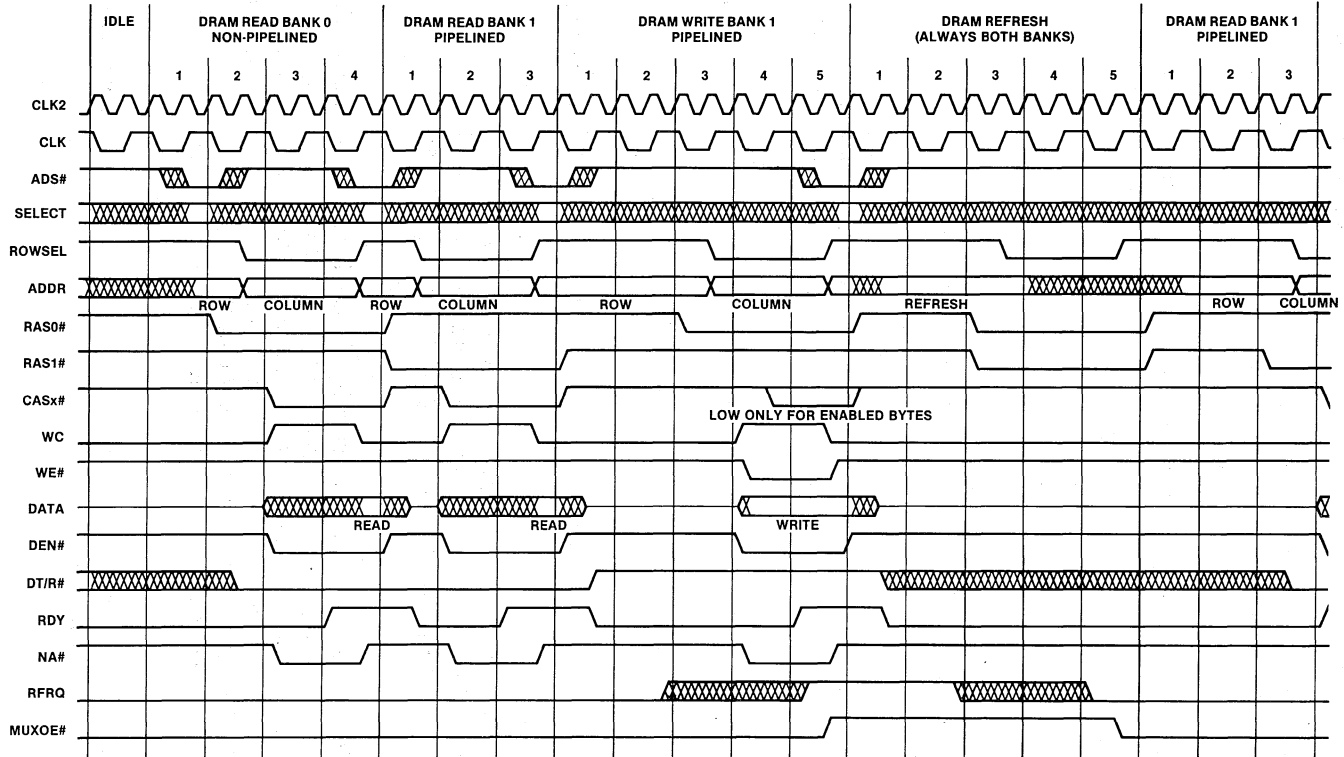 IDLE DRAM READ BANK 0 DRAM READ BANK 1 DRAM WRITE BANK 1 DRAM REFRESH DRAM READ BANK 1
NON-PIPELINED PIPELINED PIPELINED (ALWAYS BOTH BANKS) PIPELINED
1 2 3 4 1 2 3 1 2 3 4 5 1 2 3 4 5 1 2 3
CLK2
CLK
ADS#
SELECT
ROWSEL
ADDR
ROW COLUMN ROW COLUMN ROW COLUMN REFRESH ROW COLUMN
RAS0#
RAS1#
CASx#
LOW ONLY FOR ENABLED BYTES
WC
WE#
DATA
READ READ WRITE
DEN#
DT/R#
RDY
NA#
RFRQ
MUXOE#